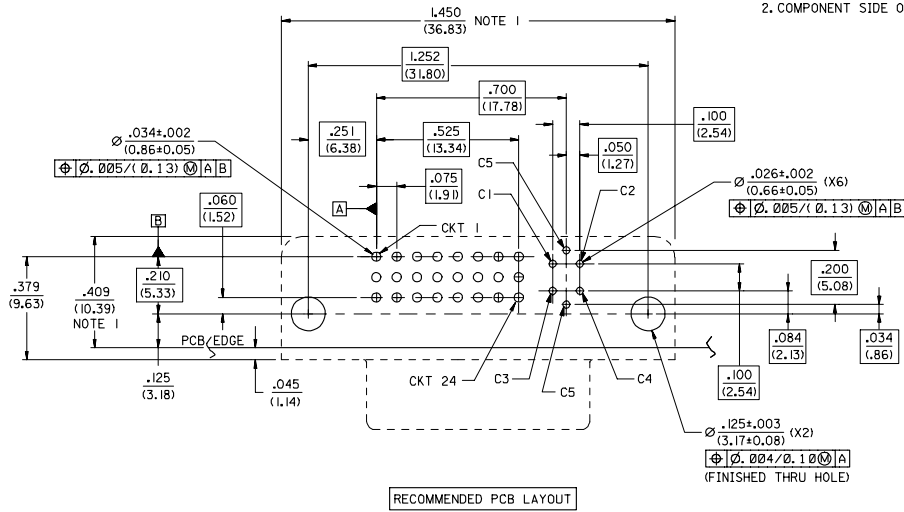 2. COMPONENT SIDE O
1.450 NOTE 1
(36.83)
1.252
(31.80)
.700
(17.78)
.251
(6.38)
.525
(13.34)
.100
(2.54)
.050
(1.27)
⌀ .034±.002
(0.86±0.05)
⌖ Ø.005/(0.13) Ⓜ A B
.075
(1.91)
C5
C1
C2
⌀ .026±.002 (X6)
(0.66±0.05)
⌖ Ø.005/(0.13) Ⓜ A B
.060
(1.52)
A
CKT 1
B
.210
(5.33)
.379
(9.63)
.409
(10.39)
NOTE 1
.200
(5.08)
PCB EDGE
.084
(2.13)
.034
(.86)
.125
(3.18)
.045
(1.14)
CKT 24
C3
C5
C4
.100
(2.54)
⌀ .125±.003 (X2)
(3.17±0.08)
⌖ Ø.004/0.10 Ⓜ A
(FINISHED THRU HOLE)
RECOMMENDED PCB LAYOUT